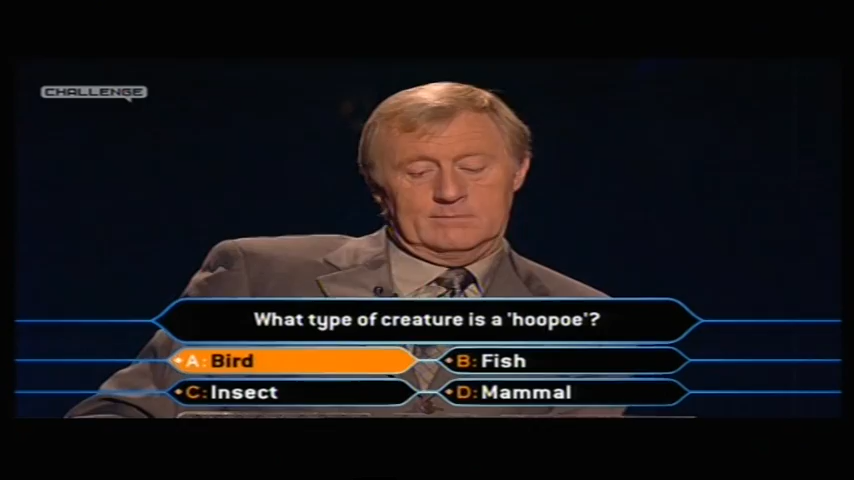 CHALLENGE
What type of creature is a 'hoopoe'?
A: Bird
B: Fish
C: Insect
D: Mammal